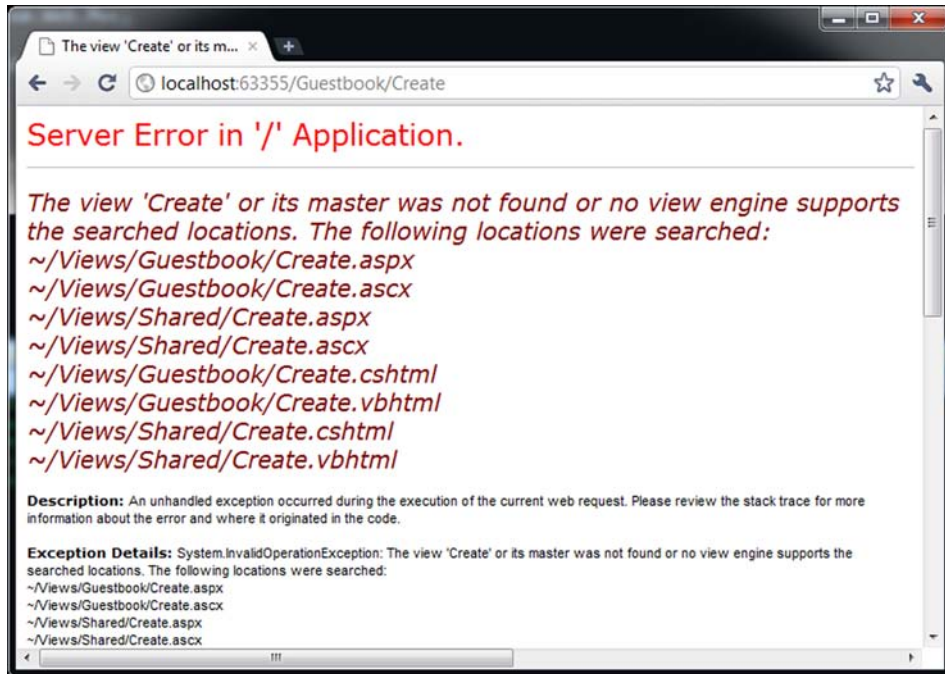 The view 'Create' or its m...
localhost:63355/Guestbook/Create
Server Error in '/' Application.
The view 'Create' or its master was not found or no view engine supports
the searched locations. The following locations were searched:
~/Views/Guestbook/Create.aspx
~/Views/Guestbook/Create.ascx
~/Views/Shared/Create.aspx
~/Views/Shared/Create.ascx
~/Views/Guestbook/Create.cshtml
~/Views/Guestbook/Create.vbhtml
~/Views/Shared/Create.cshtml
~/Views/Shared/Create.vbhtml
Description: An unhandled exception occurred during the execution of the current web request. Please review the stack trace for more
information about the error and where it originated in the code.
Exception Details: System.InvalidOperationException: The view 'Create' or its master was not found or no view engine supports the
searched locations. The following locations were searched:
~/Views/Guestbook/Create.aspx
~/Views/Guestbook/Create.ascx
~/Views/Shared/Create.aspx
~/Views/Shared/Create.ascx